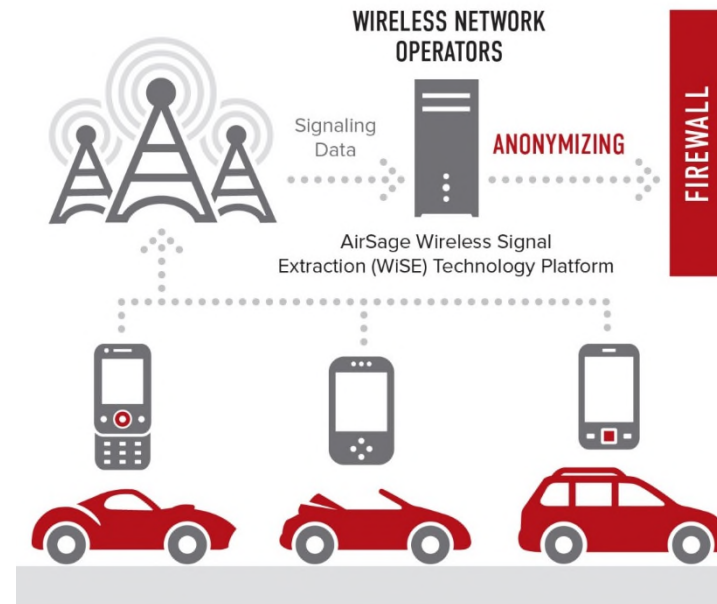 WIRELESS NETWORK
OPERATORS
Signaling
Data
ANONYMIZING
FIREWALL
AirSage Wireless Signal
Extraction (WiSE) Technology Platform